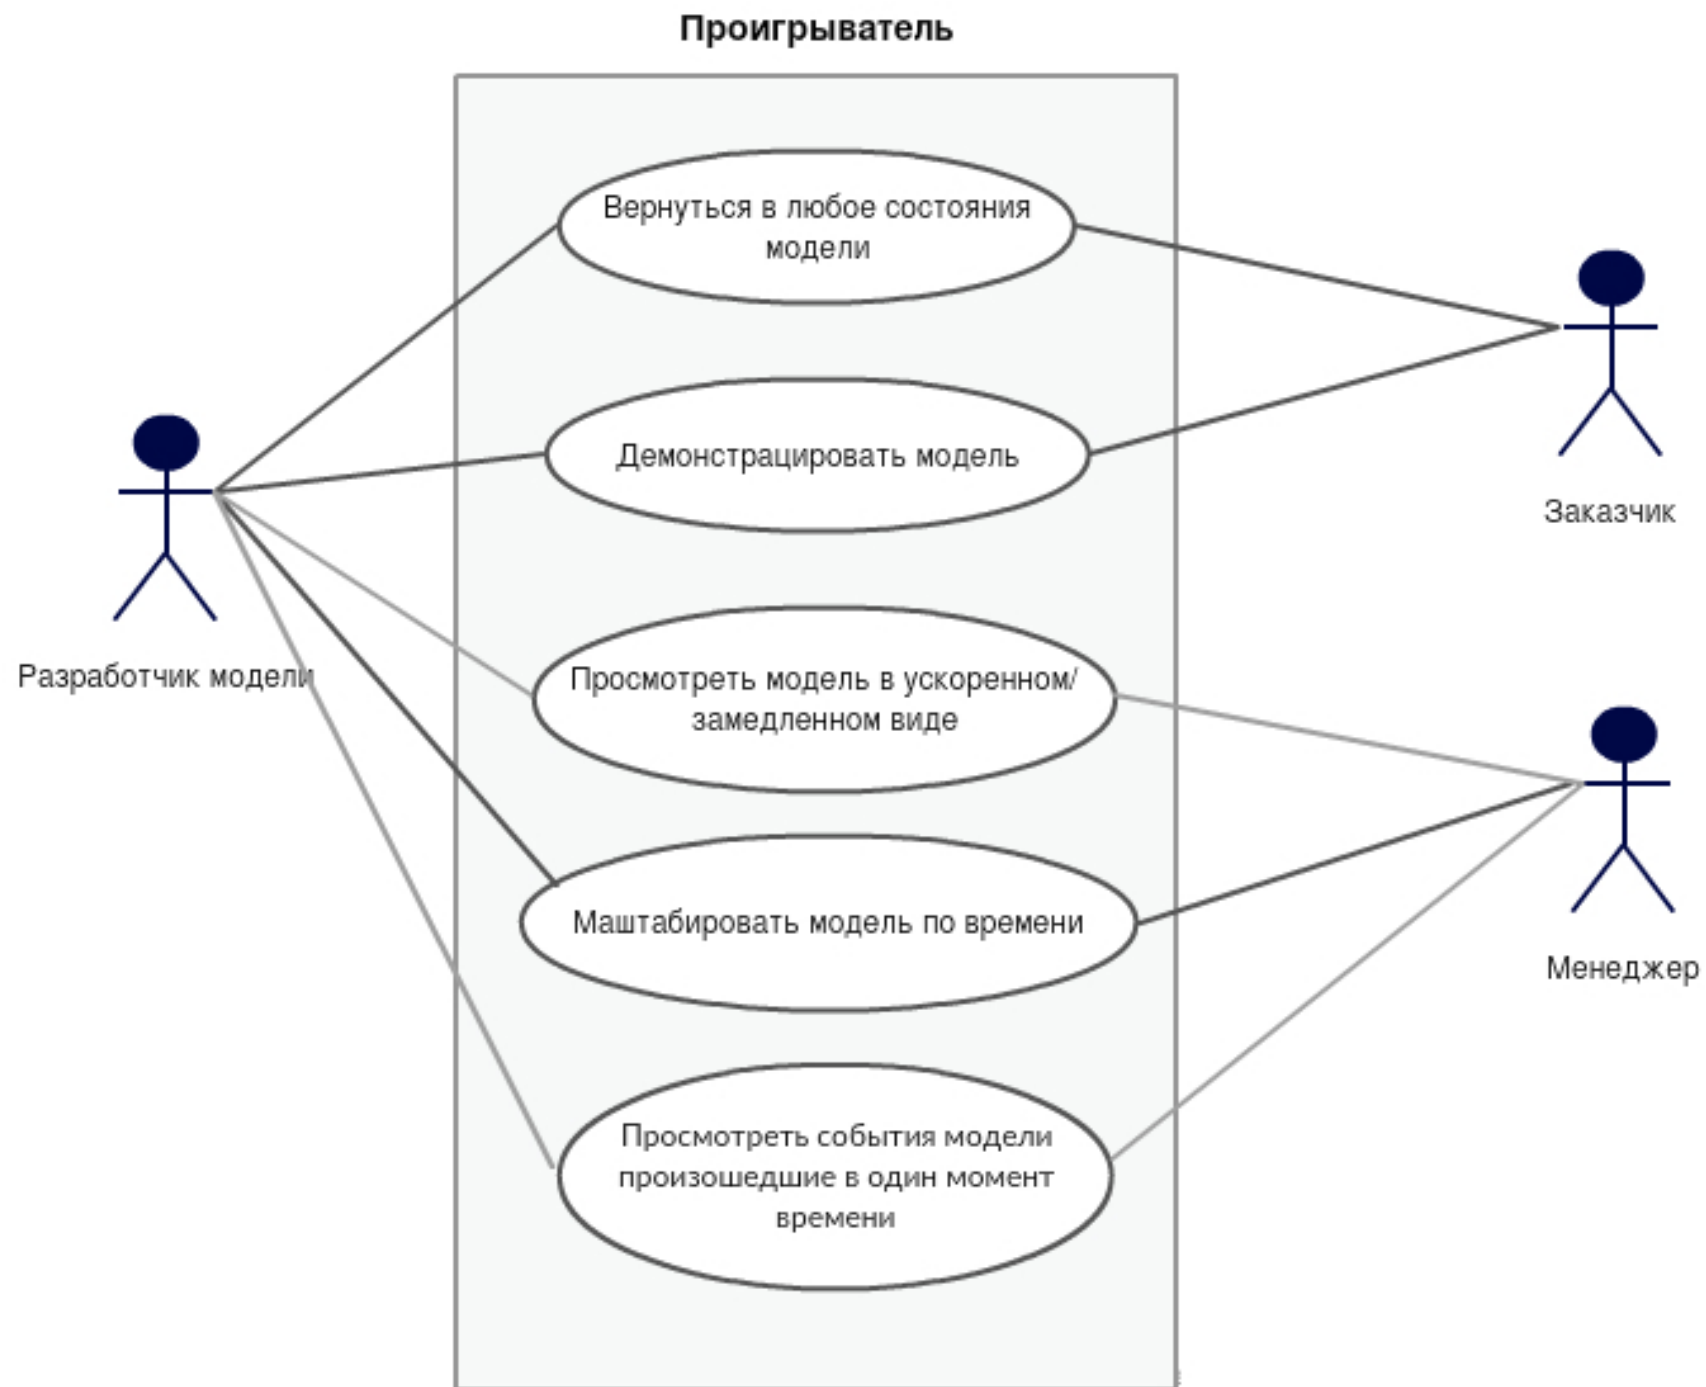 Проигрыватель
Вернуться в любое состояния
модели
Демонстрацировать модель
Заказчик
Разработчик модели
Просмотреть модель в ускоренном/
замедленном виде
Маштабировать модель по времени
Менеджер
Просмотреть события модели
произошедшие в один момент
времени